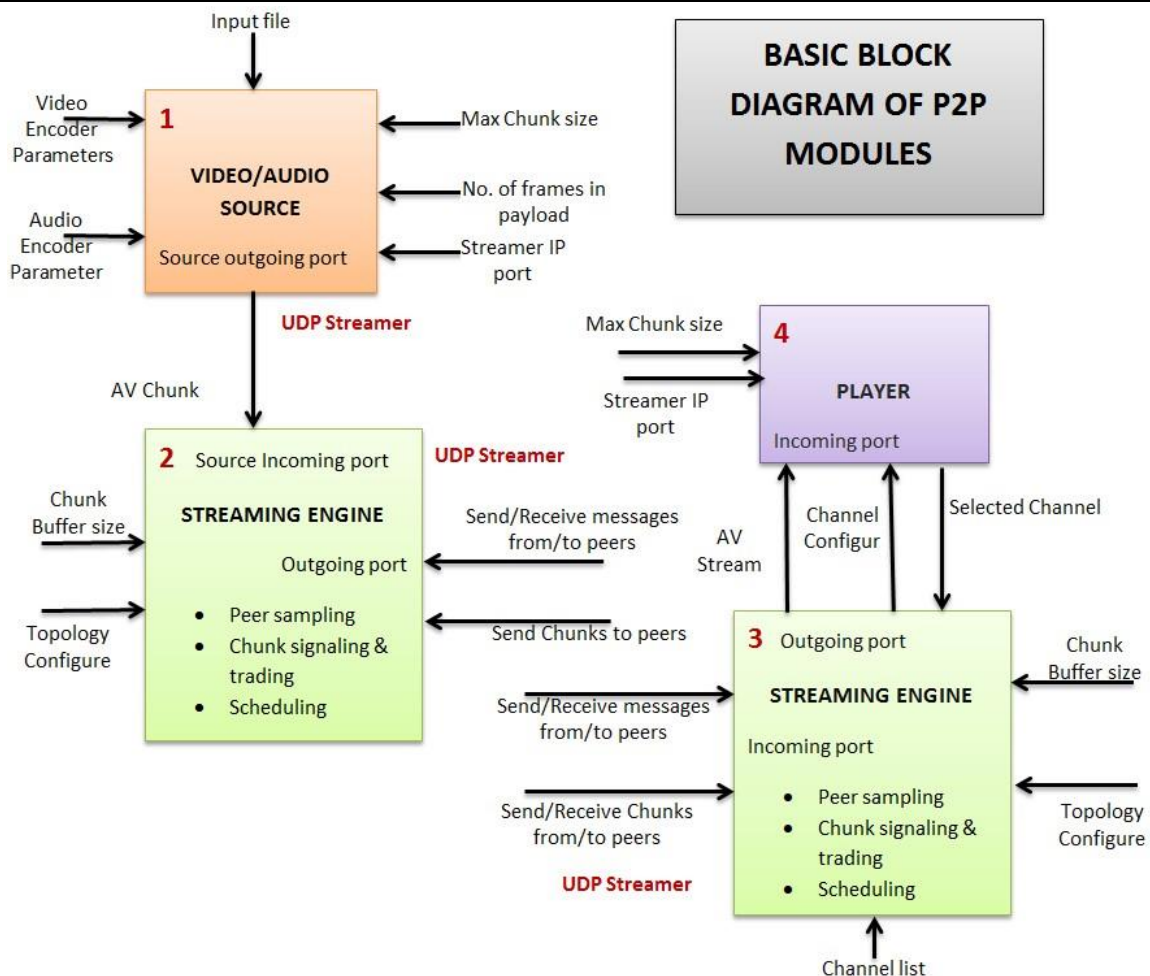 Input file
BASIC BLOCK
DIAGRAM OF P2P
MODULES
Video
Encoder
Parameters
1
Max Chunk size
VIDEO/AUDIO
SOURCE
No. of frames in
payload
Audio
Encoder
Parameter
Source outgoing port
Streamer IP
port
UDP Streamer
AV Chunk
Max Chunk size
4
PLAYER
Streamer IP
port
Incoming port
2
Source Incoming port
UDP Streamer
Chunk
Buffer size
STREAMING ENGINE
Send/Receive messages
from/to peers
Outgoing port
AV
Stream
Channel
Configur
Selected Channel
• Peer sampling
• Chunk signaling &
trading
• Scheduling
Topology
Configure
Send Chunks to peers
3
Outgoing port
Chunk
Buffer size
STREAMING ENGINE
Send/Receive messages
from/to peers
Incoming port
Send/Receive Chunks
from/to peers
• Peer sampling
• Chunk signaling &
trading
• Scheduling
Topology
Configure
UDP Streamer
Channel list